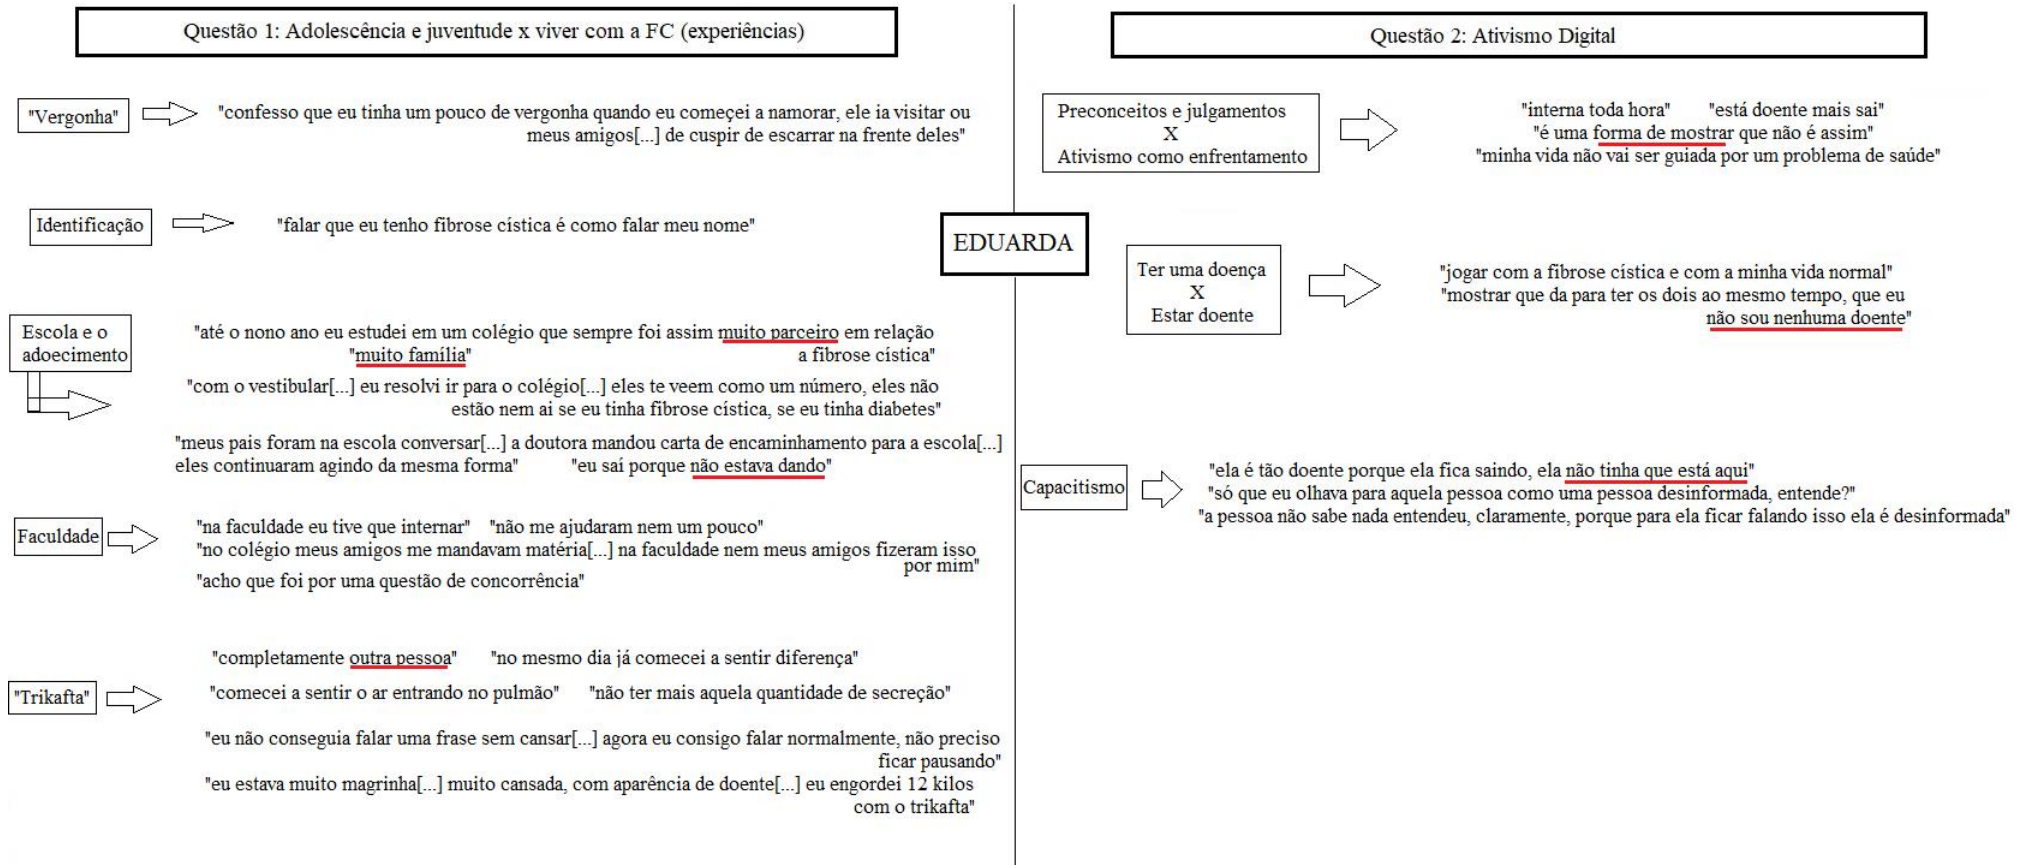 Questão 1: Adolescência e juventude x viver com a FC (experiências)
"Vergonha"
"confesso que eu tinha um pouco de vergonha quando eu começei a namorar, ele ia visitar ou
meus amigos[...] de cuspir de escarrar na frente deles"
Identificação
"falar que eu tenho fibrose cística é como falar meu nome"
Escola e o
adoecimento
"até o nono ano eu estudei em um colégio que sempre foi assim muito parceiro em relação
"muito família" a fibrose cística"
"com o vestibular[...] eu resolvi ir para o colégio[...] eles te veem como um número, eles não
estão nem ai se eu tinha fibrose cística, se eu tinha diabetes"
"meus pais foram na escola conversar[...] a doutora mandou carta de encaminhamento para a escola[...]
eles continuaram agindo da mesma forma" "eu saí porque não estava dando"
Faculdade
"na faculdade eu tive que internar" "não me ajudaram nem um pouco"
"no colégio meus amigos me mandavam matéria[...] na faculdade nem meus amigos fizeram isso
por mim"
"acho que foi por uma questão de concorrência"
"Trikafta"
"completamente outra pessoa" "no mesmo dia já comecei a sentir diferença"
"comecei a sentir o ar entrando no pulmão" "não ter mais aquela quantidade de secreção"
"eu não conseguia falar uma frase sem cansar[...] agora eu consigo falar normalmente, não preciso
ficar pausando"
"eu estava muito magrinha[...] muito cansada, com aparência de doente[...] eu engordei 12 kilos
com o trikafta"
EDUARDA
Questão 2: Ativismo Digital
Preconceitos e julgamentos
X
Ativismo como enfrentamento
"interna toda hora" "está doente mais sai"
"é uma forma de mostrar que não é assim"
"minha vida não vai ser guiada por um problema de saúde"
Ter uma doença
X
Estar doente
"jogar com a fibrose cística e com a minha vida normal"
"mostrar que da para ter os dois ao mesmo tempo, que eu
não sou nenhuma doente"
Capacitismo
"ela é tão doente porque ela fica saindo, ela não tinha que está aqui"
"só que eu olhava para aquela pessoa como uma pessoa desinformada, entende?"
"a pessoa não sabe nada entendeu, claramente, porque para ela ficar falando isso ela é desinformada"